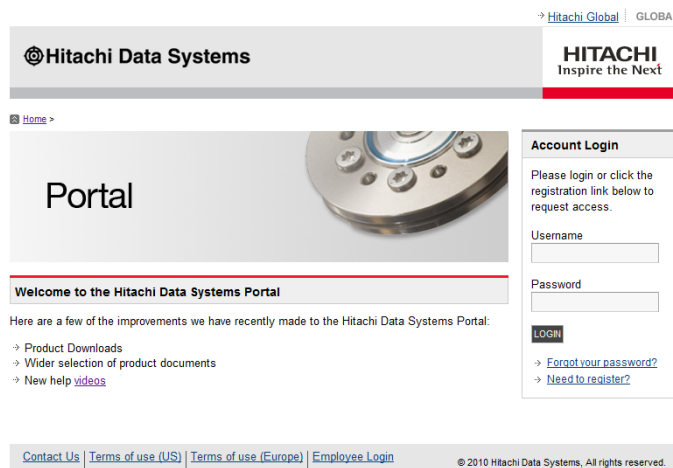 Hitachi Global GLOBA
Hitachi Data Systems
HITACHI
Inspire the Next
Home >
Portal
Account Login
Please login or click the
registration link below to
request access.
Username
Password
LOGIN
Forgot your password?
Need to register?
Welcome to the Hitachi Data Systems Portal
Here are a few of the improvements we have recently made to the Hitachi Data Systems Portal:
Product Downloads
Wider selection of product documents
New help videos
Contact Us | Terms of use (US) | Terms of use (Europe) | Employee Login
© 2010 Hitachi Data Systems, All rights reserved.